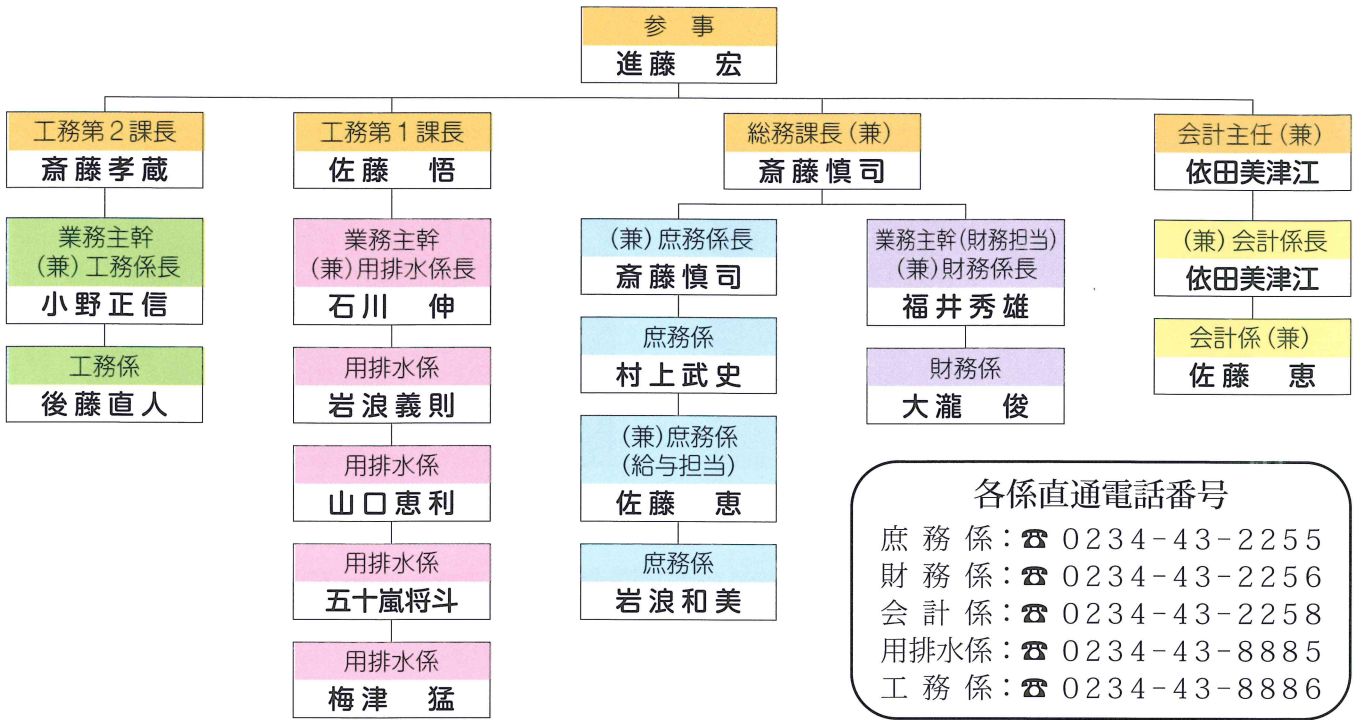 参　事
進藤　宏
工務第２課長
斎藤孝蔵
業務主幹
(兼)工務係長
小野正信
工務係
後藤直人
工務第１課長
佐藤　悟
業務主幹
(兼)用排水係長
石川　伸
用排水係
岩浪義則
用排水係
山口恵利
用排水係
五十嵐将斗
用排水係
梅津　猛
総務課長(兼)
斎藤慎司
(兼)庶務係長
斎藤慎司
庶務係
村上武史
(兼)庶務係
(給与担当)
佐藤　恵
庶務係
岩浪和美
業務主幹(財務担当)
(兼)財務係長
福井秀雄
財務係
大瀧　俊
会計主任(兼)
依田美津江
(兼)会計係長
依田美津江
会計係(兼)
佐藤　恵
各係直通電話番号
庶務係：☎ 0234-43-2255
財務係：☎ 0234-43-2256
会計係：☎ 0234-43-2258
用排水係：☎ 0234-43-8885
工務係：☎ 0234-43-8886